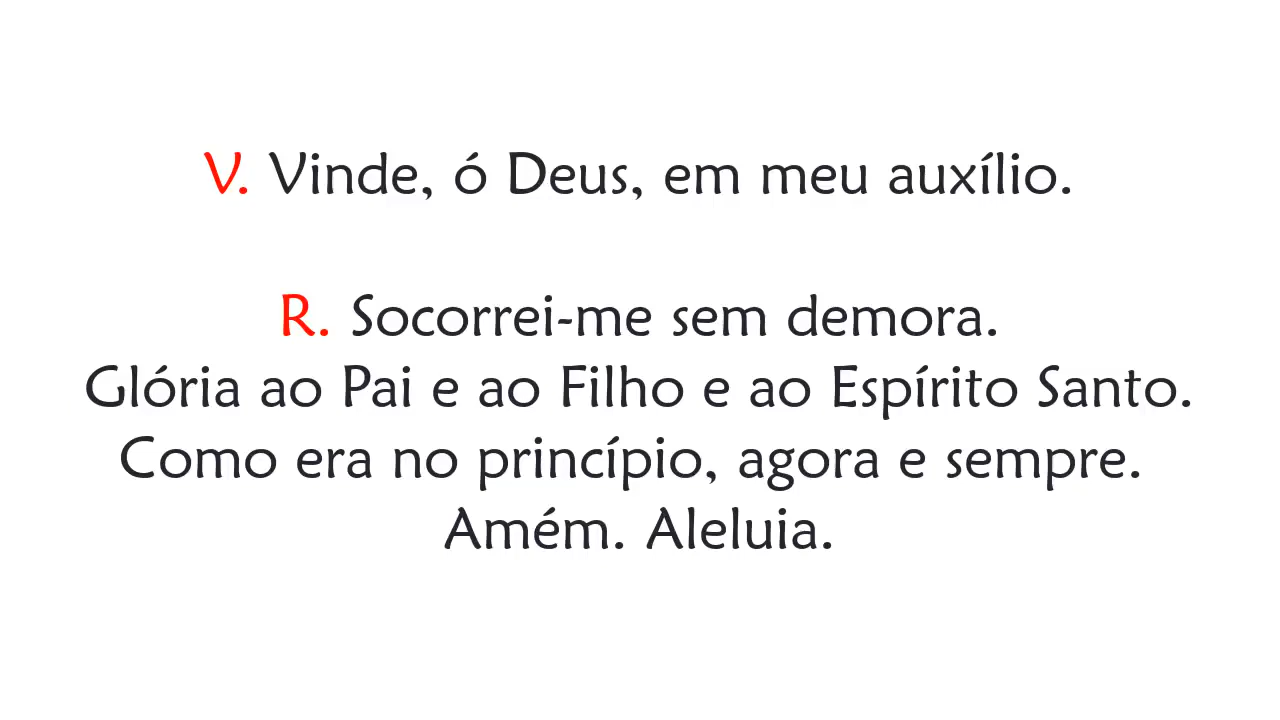 V. Vinde, ó Deus, em meu auxílio.
R. Socorrei-me sem demora.
Glória ao Pai e ao Filho e ao Espírito Santo.
Como era no princípio, agora e sempre.
Amém. Aleluia.